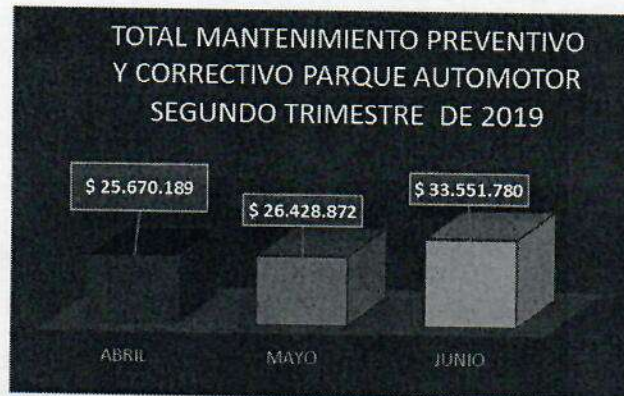 TOTAL MANTENIMIENTO PREVENTIVO
Y CORRECTIVO PARQUE AUTOMOTOR
SEGUNDO TRIMESTRE DE 2019
$ 25.670.189
$ 26.428.872
$ 33.551.780
ABRIL
MAYO
JUNIO